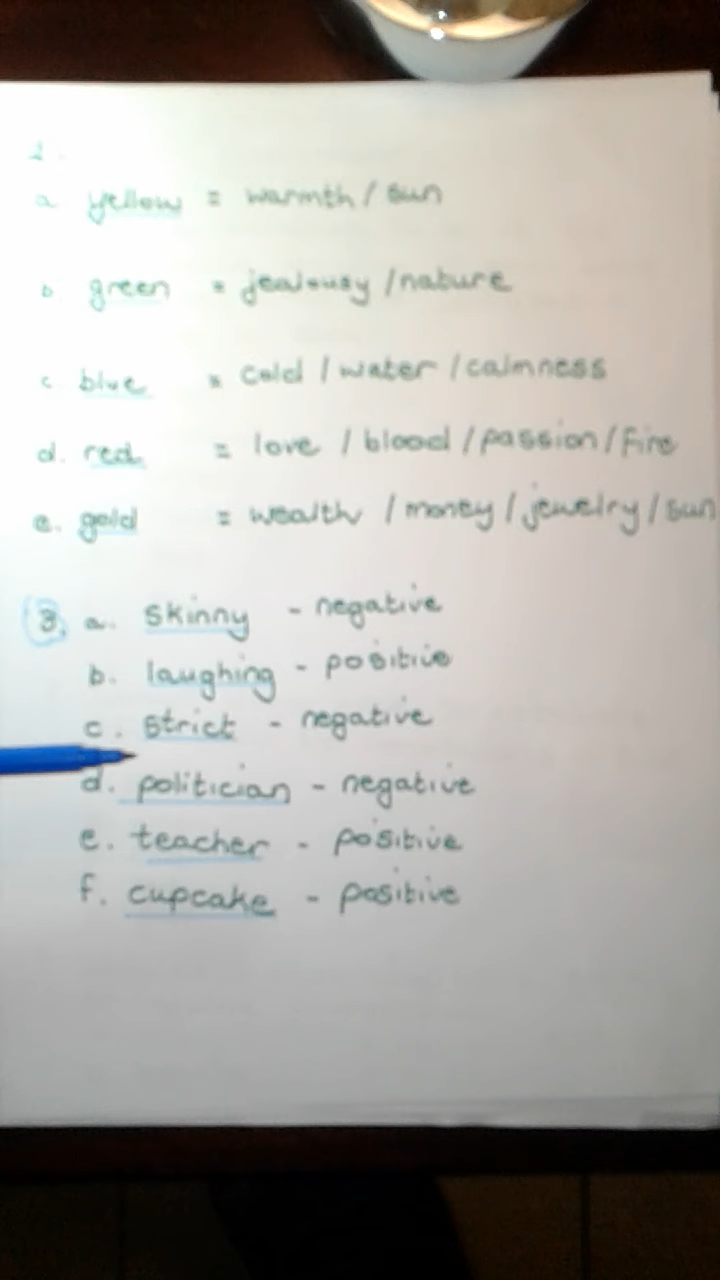 1.
a. yellow = warmth / sun
b. green = jealousy / nature
c. blue = cold / water / calmness
d. red = love / blood / passion / fire
e. gold = wealth / money / jewelry / sun
3. a. skinny - negative
b. laughing - positive
c. strict - negative
d. politician - negative
e. teacher - positive
f. cupcake - positive